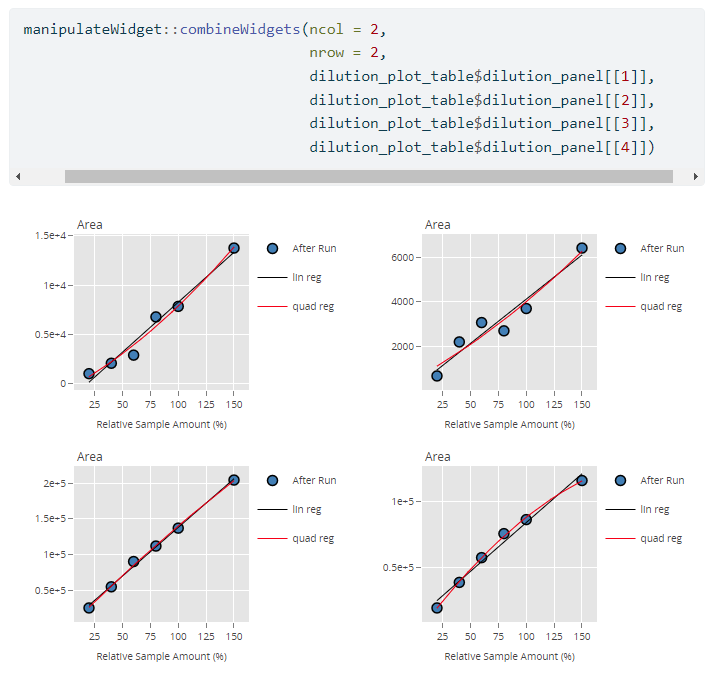 manipulateWidget::combineWidgets(ncol = 2,
nrow = 2,
dilution_plot_table$dilution_panel[[1]],
dilution_plot_table$dilution_panel[[2]],
dilution_plot_table$dilution_panel[[3]],
dilution_plot_table$dilution_panel[[4]])
Area
1.5e+4
1e+4
0.5e+4
0
25 50 75 100 125 150
Relative Sample Amount (%)
After Run
lin reg
quad reg
Area
6000
4000
2000
25 50 75 100 125 150
Relative Sample Amount (%)
After Run
lin reg
quad reg
Area
2e+5
1.5e+5
1e+5
0.5e+5
25 50 75 100 125 150
Relative Sample Amount (%)
After Run
lin reg
quad reg
Area
1e+5
0.5e+5
25 50 75 100 125 150
Relative Sample Amount (%)
After Run
lin reg
quad reg